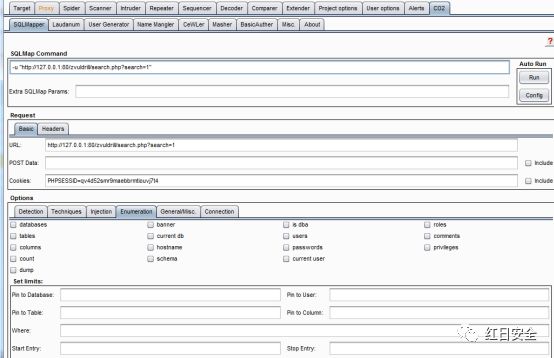 Target Proxy Spider Scanner Intruder Repeater Sequencer Decoder Comparer Extender Project options User options Alerts CO2
SQLMapper Laudanum User Generator Name Mangler CeWLer Masher BasicAuther Misc. About
?
SQLMap Command
-u "http://127.0.0.1:80/zvuldrill/search.php?search=1"
Auto Run
Run
Extra SQLMap Params:
Config
Request
Basic Headers
URL: http://127.0.0.1:80/zvuldrill/search.php?search=1
POST Data: Include
Cookies: Include
Options
Detection Techniques Injection Enumeration General/Misc. Connection
databases banner is dba roles
tables current db users comments
columns hostname passwords privileges
count schema current user
dump
Set limits:
Pin to Database: Pin to User:
Pin to Table: Pin to Column:
Where:
Start Entry: Stop Entry:
红日安全